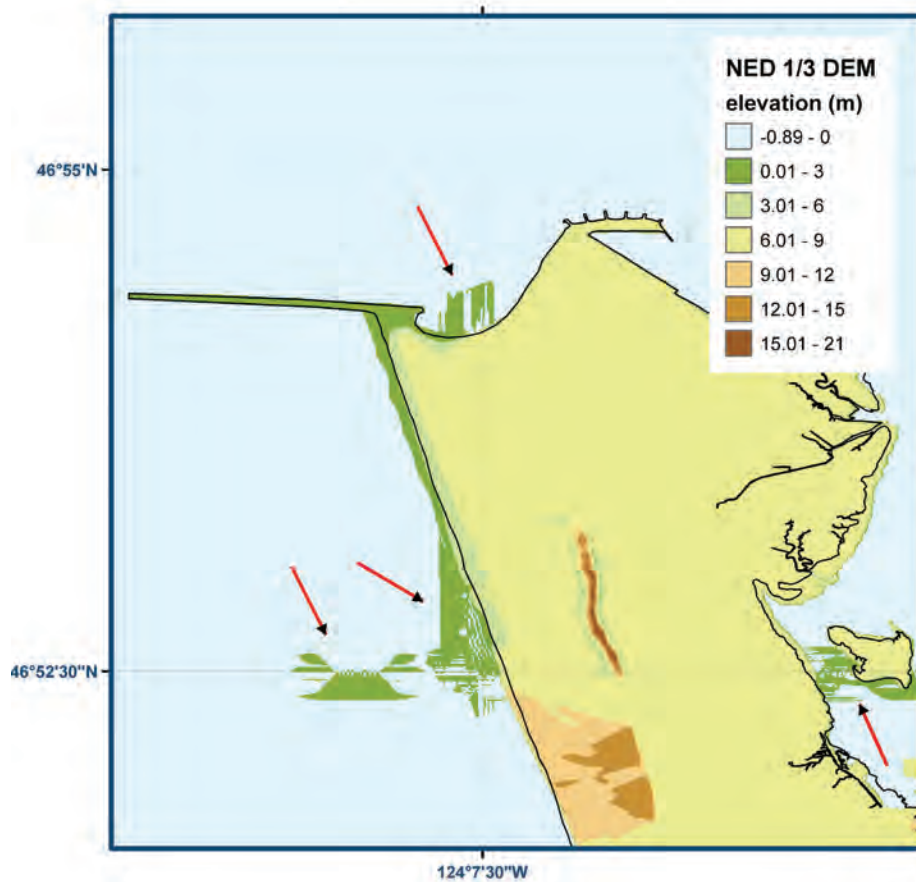 NED 1/3 DEM
elevation (m)
-0.89 - 0
0.01 - 3
3.01 - 6
6.01 - 9
9.01 - 12
12.01 - 15
15.01 - 21
46°55'N
46°52'30"N
124°7'30"W